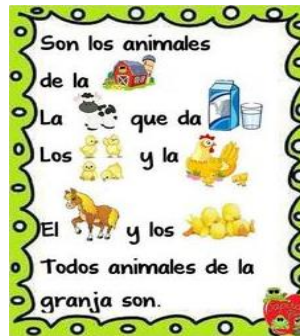 Son los animales
de la
La que da
Los y la
El y los
Todos animales de la
granja son.